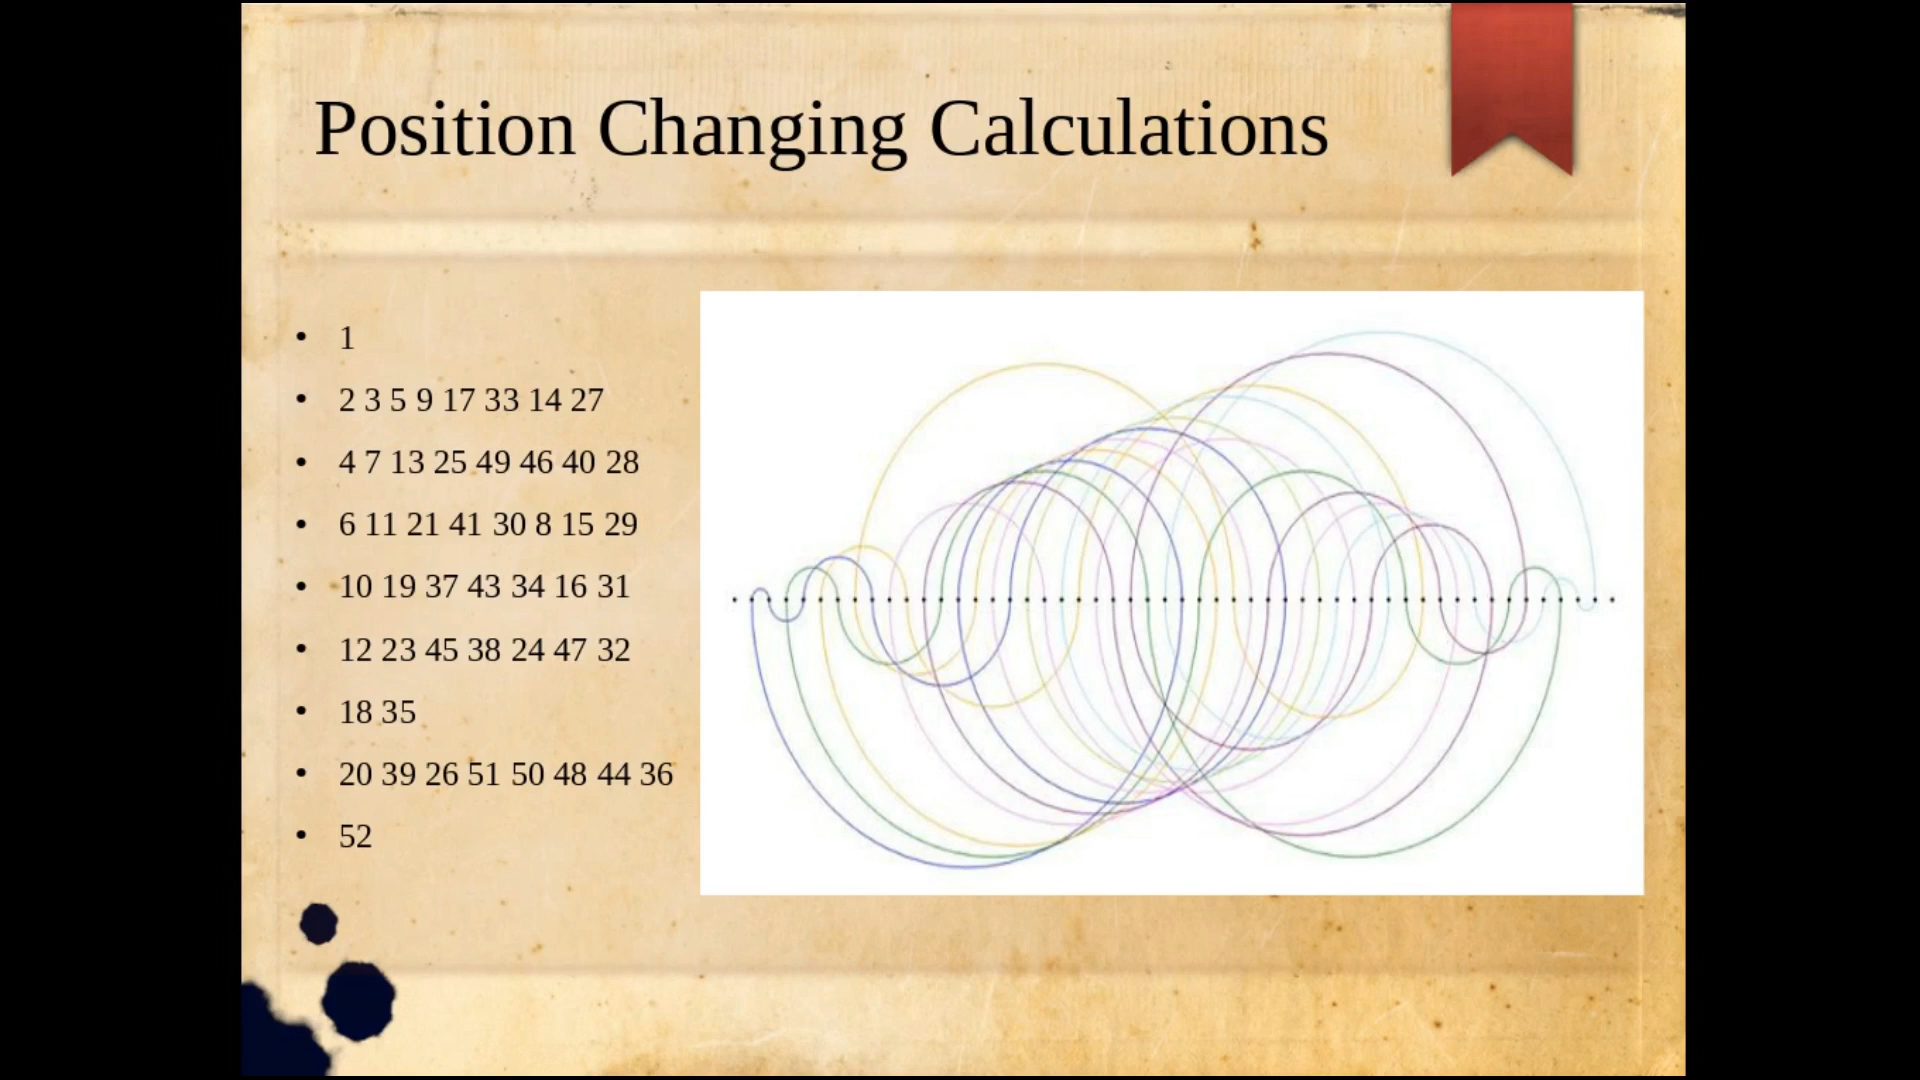 Position Changing Calculations
• 1
• 2 3 5 9 17 33 14 27
• 4 7 13 25 49 46 40 28
• 6 11 21 41 30 8 15 29
• 10 19 37 43 34 16 31
• 12 23 45 38 24 47 32
• 18 35
• 20 39 26 51 50 48 44 36
• 52